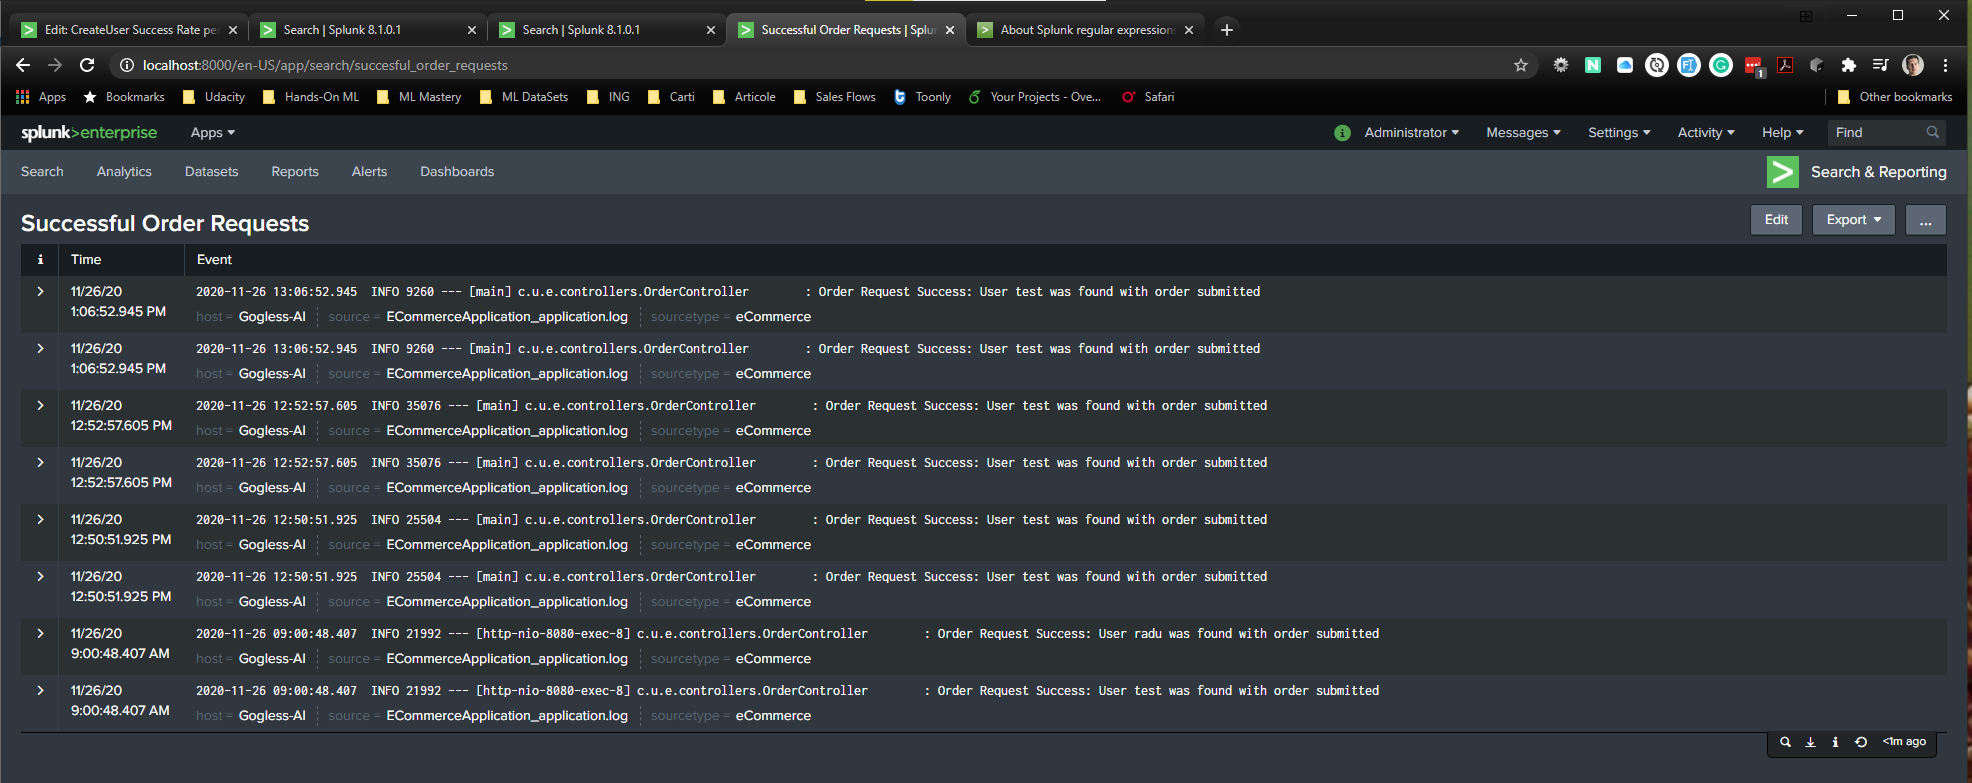 Edit: CreateUser Success Rate per
Search | Splunk 8.1.0.1
Search | Splunk 8.1.0.1
Successful Order Requests | Splu
About Splunk regular expressions
localhost:8000/en-US/app/search/succesful_order_requests
Apps Bookmarks Udacity Hands-On ML ML Mastery ML DataSets ING Carti Articole Sales Flows Toonly Your Projects - Ove... Safari Other bookmarks
splunk>enterprise Apps Administrator Messages Settings Activity Help Find
Search Analytics Datasets Reports Alerts Dashboards Search & Reporting
Successful Order Requests Edit Export ...
i Time Event
11/26/20 2020-11-26 13:06:52.945 INFO 9260 --- [main] c.u.e.controllers.OrderController : Order Request Success: User test was found with order submitted
1:06:52.945 PM host = Gogless-AI source = ECommerceApplication_application.log sourcetype = eCommerce
11/26/20 2020-11-26 13:06:52.945 INFO 9260 --- [main] c.u.e.controllers.OrderController : Order Request Success: User test was found with order submitted
1:06:52.945 PM host = Gogless-AI source = ECommerceApplication_application.log sourcetype = eCommerce
11/26/20 2020-11-26 12:52:57.605 INFO 35076 --- [main] c.u.e.controllers.OrderController : Order Request Success: User test was found with order submitted
12:52:57.605 PM host = Gogless-AI source = ECommerceApplication_application.log sourcetype = eCommerce
11/26/20 2020-11-26 12:52:57.605 INFO 35076 --- [main] c.u.e.controllers.OrderController : Order Request Success: User test was found with order submitted
12:52:57.605 PM host = Gogless-AI source = ECommerceApplication_application.log sourcetype = eCommerce
11/26/20 2020-11-26 12:50:51.925 INFO 25504 --- [main] c.u.e.controllers.OrderController : Order Request Success: User test was found with order submitted
12:50:51.925 PM host = Gogless-AI source = ECommerceApplication_application.log sourcetype = eCommerce
11/26/20 2020-11-26 12:50:51.925 INFO 25504 --- [main] c.u.e.controllers.OrderController : Order Request Success: User test was found with order submitted
12:50:51.925 PM host = Gogless-AI source = ECommerceApplication_application.log sourcetype = eCommerce
11/26/20 2020-11-26 09:00:48.407 INFO 21992 --- [http-nio-8080-exec-8] c.u.e.controllers.OrderController : Order Request Success: User radu was found with order submitted
9:00:48.407 AM host = Gogless-AI source = ECommerceApplication_application.log sourcetype = eCommerce
11/26/20 2020-11-26 09:00:48.407 INFO 21992 --- [http-nio-8080-exec-8] c.u.e.controllers.OrderController : Order Request Success: User test was found with order submitted
9:00:48.407 AM host = Gogless-AI source = ECommerceApplication_application.log sourcetype = eCommerce
<1m ago